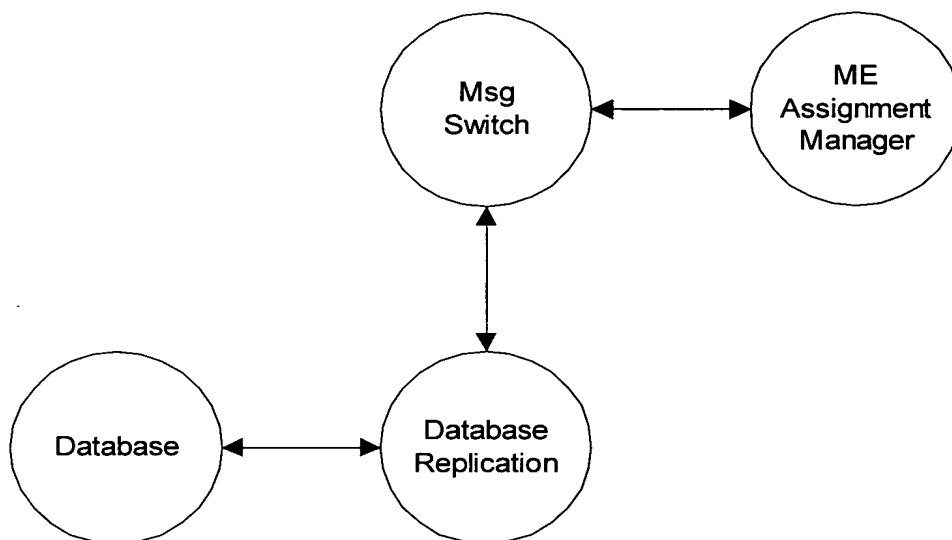 Msg
Switch
ME
Assignment
Manager
Database
Database
Replication